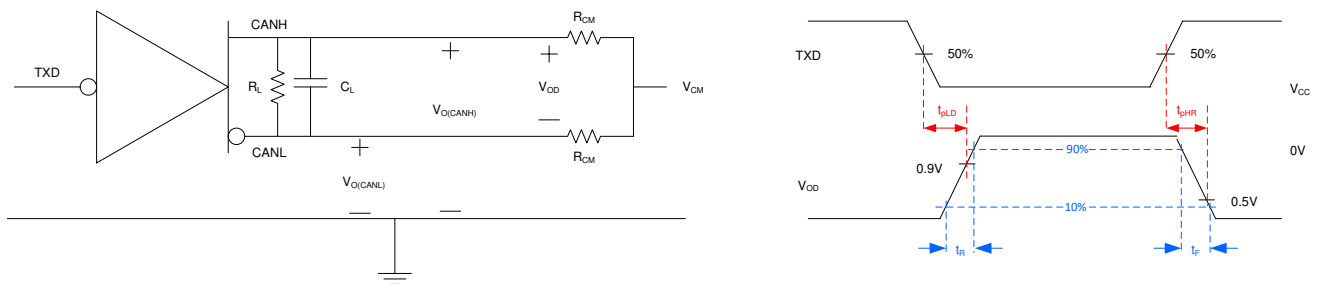 CANH
R_CM
TXD
R_L
C_L
V_OD
V_CM
V_O(CANH)
CANL
R_CM
V_O(CANL)
TXD
50%
50%
V_CC
t_pLD
t_pHR
90%
0V
0.9V
V_OD
10%
0.5V
t_R
t_F